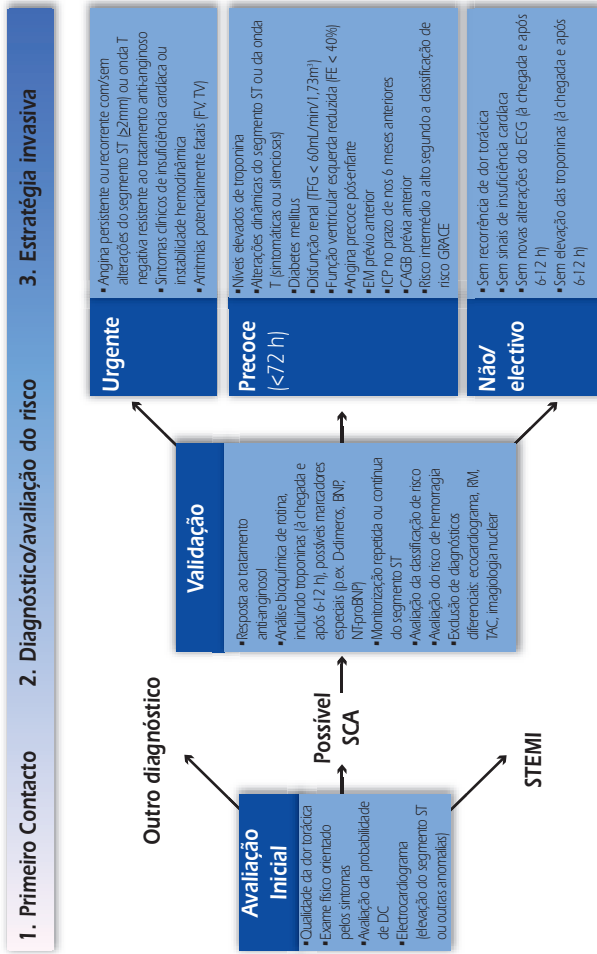 1. Primeiro Contacto
2. Diagnóstico/avaliação do risco
3. Estratégia invasiva
Avaliação
Inicial
▪Qualidade da dor torácica
▪Exame físico orientado
pelos sintomas
▪Avaliação da probabilidade
de DC
▪Electrocardiograma
(elevação do segmento ST
ou outras anomalias)
Outro diagnóstico
Possível
SCA
STEMI
Validação
▪Resposta ao tratamento
anti-anginosol
▪Análise bioquímica de rotina,
incluindo troponinas (à chegada e
após 6-12 h), possíveis marcadores
especiais (p.ex. D-dímeros, BNP,
NT-proBNP)
▪Monitorização repetida ou contínua
do segmento ST
▪Avaliação da classificação de risco
▪Avaliação do risco de hemorragia
▪Exclusão de diagnósticos
diferenciais: ecocardiograma, RM,
TAC, imagiologia nuclear
Urgente
▪Angina persistente ou recorrente com/sem
alterações do segmento ST (≥2mm) ou onda T
negativa resistente ao tratamento anti-anginoso
▪Sintomas clínicos de insuficiência cardíaca ou
instabilidade hemodinâmica
▪Arritmias potencialmente fatais (FV, TV)
Precoce
(<72 h)
▪Níveis elevados de troponina
▪Alterações dinâmicas do segmento ST ou da onda
T (sintomáticas ou silenciosas)
▪Diabetes mellitus
▪Disfunção renal (TFG < 60mL/min/1,73m³)
▪Função ventricular esquerda reduzida (FE < 40%)
▪Angina precoce pós-enfarte
▪EM prévio anterior
▪ICP no prazo de nos 6 meses anteriores
▪CAGB prévia anterior
▪Risco intermédio a alto segundo a classificação de
risco GRACE
Não/
electivo
▪Sem recorrência de dor torácica
▪Sem sinais de insuficiência cardíaca
▪Sem novas alterações do ECG (à chegada e após
6-12 h)
▪Sem elevação das troponinas (à chegada e após
6-12 h)